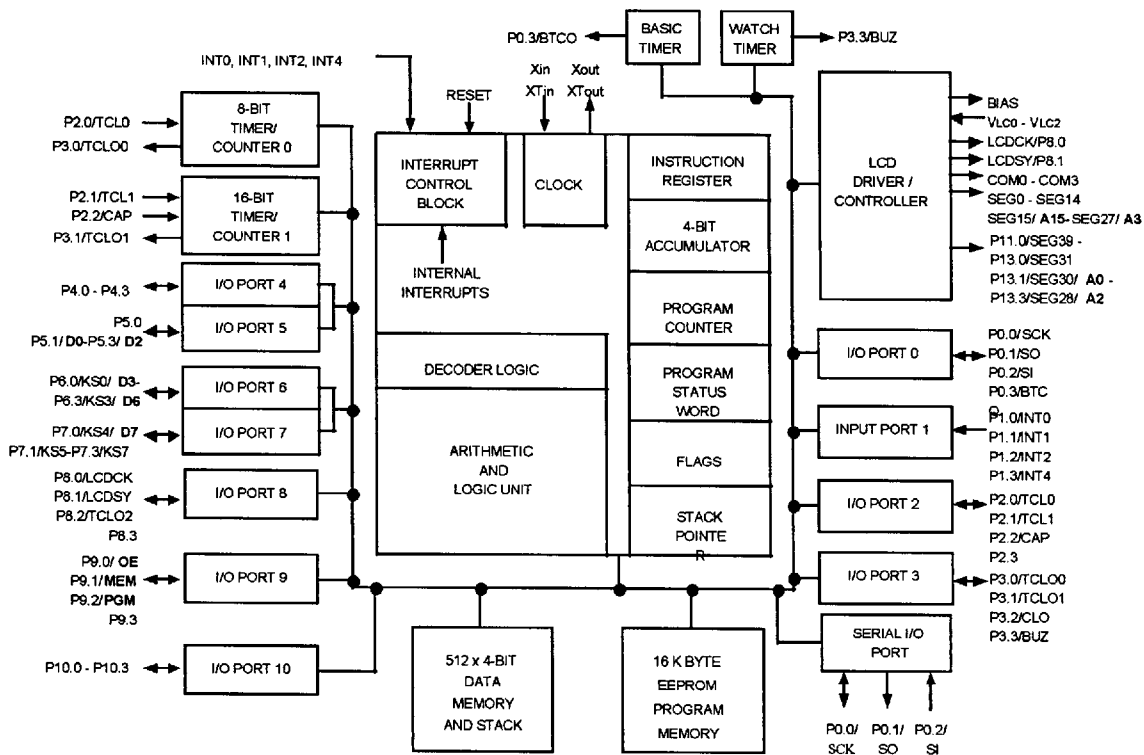 P0.3/BTCO
BASIC
TIMER
WATCH
TIMER
P3.3/BUZ
INT0, INT1, INT2, INT4
RESET
Xin
XTin
Xout
XTout
P2.0/TCL0
P3.0/TCLO0
8-BIT
TIMER/
COUNTER 0
P2.1/TCL1
P2.2/CAP
P3.1/TCLO1
16-BIT
TIMER/
COUNTER 1
P4.0 - P4.3
I/O PORT 4
P5.0
P5.1/ D0-P5.3/ D2
I/O PORT 5
P6.0/KS0/ D3-
P6.3/KS3/ D6
I/O PORT 6
P7.0/KS4/ D7
P7.1/KS5-P7.3/KS7
I/O PORT 7
P8.0/LCDCK
P8.1/LCDSY
P8.2/TCLO2
P8.3
I/O PORT 8
P9.0/ OE
P9.1/MEM
P9.2/PGM
P9.3
I/O PORT 9
P10.0 - P10.3
I/O PORT 10
INTERRUPT
CONTROL
BLOCK
CLOCK
INTERNAL
INTERRUPTS
DECODER LOGIC
ARITHMETIC
AND
LOGIC UNIT
INSTRUCTION
REGISTER
4-BIT
ACCUMULATOR
PROGRAM
COUNTER
PROGRAM
STATUS
WORD
FLAGS
STACK
POINTE
R
512 x 4-BIT
DATA
MEMORY
AND STACK
16 K BYTE
EEPROM
PROGRAM
MEMORY
LCD
DRIVER /
CONTROLLER
BIAS
VLC0 - VLC2
LCDCK/P8.0
LCDSY/P8.1
COM0 - COM3
SEG0 - SEG14
SEG15/ A15- SEG27/ A3
P11.0/SEG39 -
P13.0/SEG31
P13.1/SEG30/ A0 -
P13.3/SEG28/ A2
I/O PORT 0
P0.0/SCK
P0.1/SO
P0.2/SI
P0.3/BTC
O
INPUT PORT 1
P1.0/INT0
P1.1/INT1
P1.2/INT2
P1.3/INT4
I/O PORT 2
P2.0/TCL0
P2.1/TCL1
P2.2/CAP
P2.3
I/O PORT 3
P3.0/TCLO0
P3.1/TCLO1
P3.2/CLO
P3.3/BUZ
SERIAL I/O
PORT
P0.0/
SCK
P0.1/
SO
P0.2/
SI